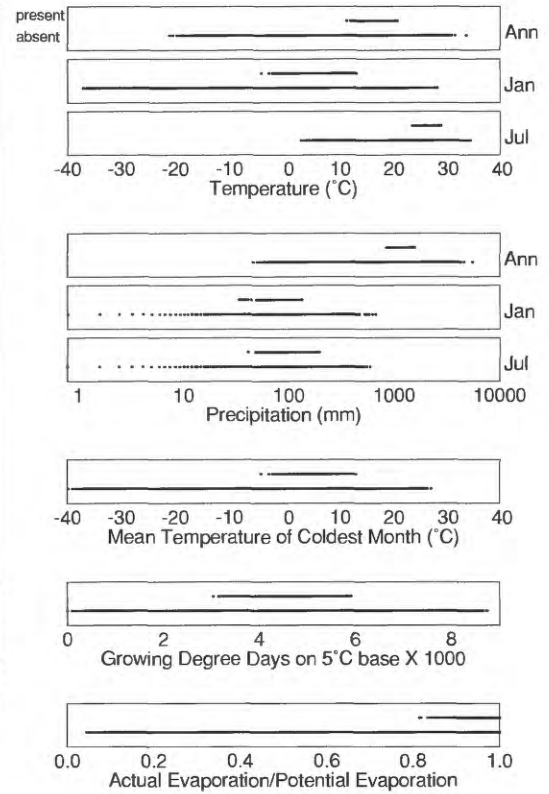 present
absent
Ann
Jan
Jul
-40 -30 -20 -10 0 10 20 30 40
Temperature (˚C)
Ann
Jan
Jul
1 10 100 1000 10000
Precipitation (mm)
-40 -30 -20 -10 0 10 20 30 40
Mean Temperature of Coldest Month (˚C)
0 2 4 6 8
Growing Degree Days on 5˚C base X 1000
0.0 0.2 0.4 0.6 0.8 1.0
Actual Evaporation/Potential Evaporation